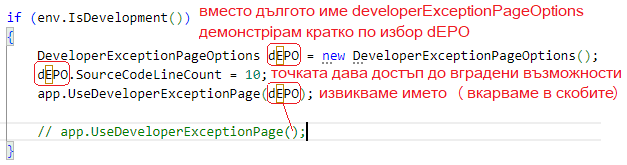 if (env.IsDevelopment()) вместо дългото име developerExceptionPageOptions
{ демонстрірам кратко по избор dEPO
DeveloperExceptionPageOptions dEPO = new DeveloperExceptionPageOptions();
dEPO.SourceCodeLineCount = 10; точката дава достъп до вградени възможности
app.UseDeveloperExceptionPage(dEPO); извикваме името ( вкарваме в скобите)
// app.UseDeveloperExceptionPage();
}